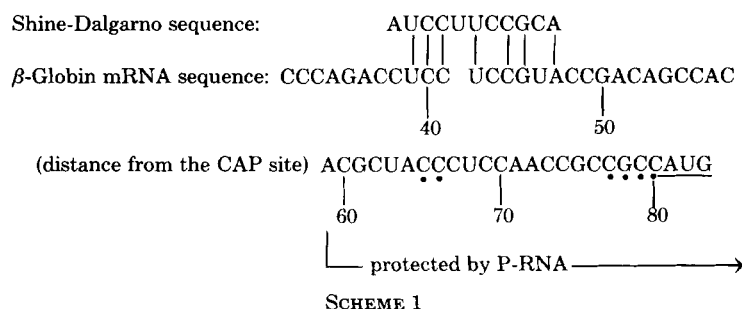 Shine-Dalgarno sequence: AUCCUUCCGCA
β-Globin mRNA sequence: CCCAGACCUCC UCCGUACCGACAGCCAC
40 50
(distance from the CAP site) ACGCUACCCUCCAACCGCCGCCAUG
60 70 80
protected by P-RNA
SCHEME 1